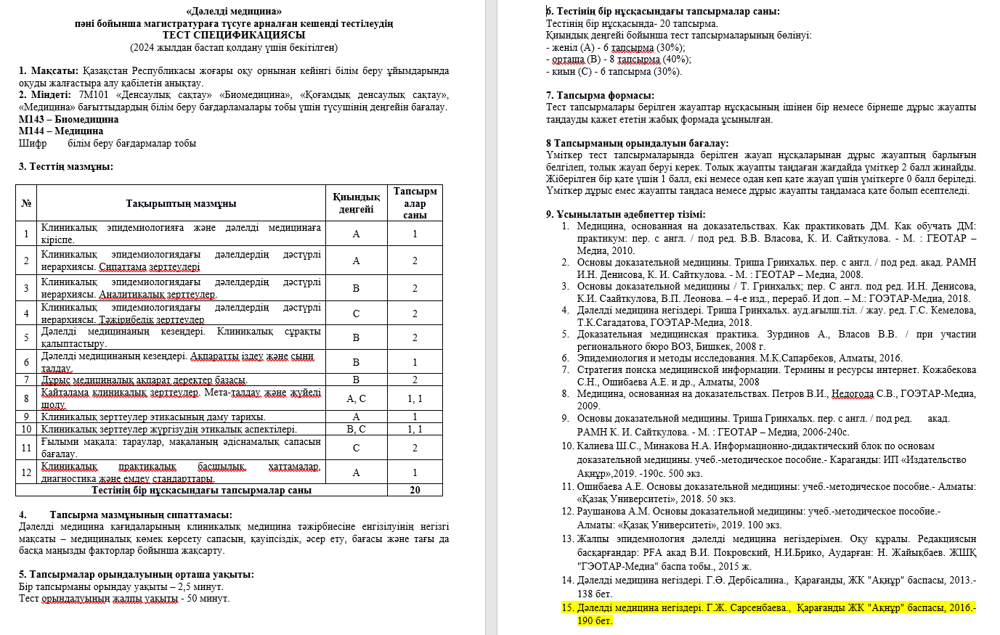 «Дәлелді медицина»
пәні бойынша магистратураға түсуге арналған кешенді тестілеудің
ТЕСТ СПЕЦИФИКАЦИЯСЫ
(2024 жылдан бастап қолдану үшін бекітілген)
1. Мақсаты: Қазақстан Республикасы жоғары оқу орнынан кейінгі білім беру ұйымдарында
оқуды жалғастыра алу қабілетін анықтау.
2. Міндеті: 7М101 «Денсаулық сақтау» «Биомедицина», «Қоғамдық денсаулық сақтау»,
«Медицина» бағыттыдардың білім беру бағдарламалары тобы үшін түсушінің деңгейін бағалау.
М143 – Биомедицина
М144 – Медицина
Шифр білім беру бағдармалар тобы
3. Тесттің мазмұны:
№ Тақырыптың мазмұны Қиындық деңгейі Тапсырм алар саны
1 Клиникалық эпидемиологияға және дәлелді медицинаға кіріспе. А 1
2 Клиникалық эпидемиологиядағы дәлелдердің дәстүрлі иерархиясы. Сипаттама зерттеулері А 2
3 Клиникалық эпидемиологиядағы дәлелдердің дәстүрлі иерархиясы. Аналитикалық зерттеулер. В 2
4 Клиникалық эпидемиологиядағы дәлелдердің дәстүрлі иерархиясы. Тәжірибелік зерттеулер С 2
5 Дәлелді медицинаның кезеңдері. Клиникалық сұрақты қалыптастыру. В 2
6 Дәлелді медицинаның кезеңдері. Ақпаратты іздеу және сыни талдау. В 1
7 Дұрыс медициналық ақпарат деректер базасы. В 2
8 Қайталама клиникалық зерттеулер. Мета-талдау және жүйелі шолу А, С 1, 1
9 Клиникалық зерттеулер этикасының даму тарихы. А 1
10 Клиникалық зерттеулер жүргізудің этикалық аспектілері. В, С 1, 1
11 Ғылыми мақала: тараулар, мақаланың әдіснамалық сапасын бағалау. С 2
12 Клиникалық практикалық басшылық, хаттамалар, диагностика және емдеу стандарттары. А 1
Тестінің бір нұсқасындағы тапсырмалар саны 20
4. Тапсырма мазмұнының сипаттамасы:
Дәлелді медицина қағидаларының клиникалық медицина тәжірбиесіне енгізілуінің негізгі
мақсаты – медициналық көмек көрсету сапасын, қауіпсіздік, әсер ету, бағасы және тағы да
басқа маңызды факторлар бойынша жақсарту.
5. Тапсырмалар орындалуының орташа уақыты:
Бір тапсырманы орындау уақыты – 2,5 минут.
Тест орындалуының жалпы уақыты - 50 минут.
6. Тестінің бір нұсқасындағы тапсырмалар саны:
Тестінің бір нұсқасында- 20 тапсырма.
Қиындық деңгейі бойынша тест тапсырмаларының бөлінуі:
- жеңіл (А) - 6 тапсырма (30%);
- орташа (В) - 8 тапсырма (40%);
- киын (С) - 6 тапсырма (30%).
7. Тапсырма формасы:
Тест тапсырмалары берілген жауаптар нұсқасының ішінен бір немесе бірнеше дұрыс жауапты
таңдауды қажет ететін жабық формада ұсынылған.
8 Тапсырманың орындалуын бағалау:
Үміткер тест тапсырмаларында берілген жауап нұсқаларынан дұрыс жауаптың барлығын
белгілеп, толық жауап беруі керек. Толық жауапты таңдаған жағдайда үміткер 2 балл жинайды.
Жіберілген бір қате үшін 1 балл, екі немесе одан көп қате жауап үшін үміткерге 0 балл беріледі.
Үміткер дұрыс емес жауапты таңдаса немесе дұрыс жауапты таңдамаса қате болып есептеледі.
9. Ұсынылатын әдебиеттер тізімі:
1. Медицина, основанная на доказательствах. Как практиковать ДМ. Как обучать ДМ:
практикум: пер. с англ. / под ред. В.В. Власова, К. И. Сайткулова. - М. : ГЕОТАР –
Медиа, 2010.
2. Основы доказательной медицины. Триша Гринхальх. пер. с англ. / под ред. акад. РАМН
И.Н. Денисова, К. И. Сайткулова. - М. : ГЕОТАР – Медиа, 2008.
3. Основы доказательной медицины / Т. Гринхальх; пер. С англ. под ред. И.Н. Денисова,
К.И. Саайткулова, В.П. Леонова. – 4-е изд., перераб. И доп. – М.: ГОЭТАР-Медиа, 2018.
4. Дәлелді медицина негіздері. Триша Гринхальх. ауд.ағылш.тіл. / жау. ред. Г.С. Кемелова,
Т.К.Сагадатова, ГОЭТАР-Медиа, 2018.
5. Доказательная медицинская практика. Зурдинов А., Власов В.В. / при участии
регионального бюро ВОЗ, Бишкек, 2008 г.
6. Эпидемиология и методы исследования. М.К.Сапарбеков, Алматы, 2016.
7. Стратегия поиска медицинской информации. Термины и ресурсы интернет. Кожабекова
С.Н., Ошибаева А.Е. и др., Алматы, 2008
8. Медицина, основанная на доказательствах. Петров В.И., Недогода С.В., ГОЭТАР-Медиа,
2009.
9. Основы доказательной медицины. Триша Гринхальх. пер. с англ. / под ред. акад.
РАМН К. И. Сайткулова. - М. : ГЕОТАР – Медиа, 2006-240с.
10. Калиева Ш.С., Минакова Н.А. Информационно-дидактический блок по основам
доказательной медицины. учеб.-методическое пособие.- Караганды: ИП «Издательство
Ақнұр»,2019. -190с. 500 экз.
11. Ошибаева А.Е. Основы доказательной медицины: учеб.-методическое пособие.- Алматы:
«Қазақ Университеті», 2018. 50 экз.
12. Раушанова А.М. Основы доказательной медицины: учеб.-методическое пособие.-
Алматы: «Қазақ Университеті», 2019. 100 экз.
13. Жалпы эпидемиология дәлелді медицина негіздерімен. Оқу құралы. Редакциясын
басқарғандар: РFА акад В.И. Покровский, Н.И.Брико, Аударған: Н. Жайықбаев. ЖШҚ
"ГЭОТАР-Медиа" баспа тобы., 2015 ж.
14. Дәлелді медицина негіздері. Г.Ә. Дербісалина., Қарағанды, ЖК "Ақнұр" баспасы, 2013.-
138 бет.
15. Дәлелді медицина негіздері. Г.Ж. Сарсенбаева., Қарағанды ЖК "Ақнұр" баспасы, 2016.-
190 бет.